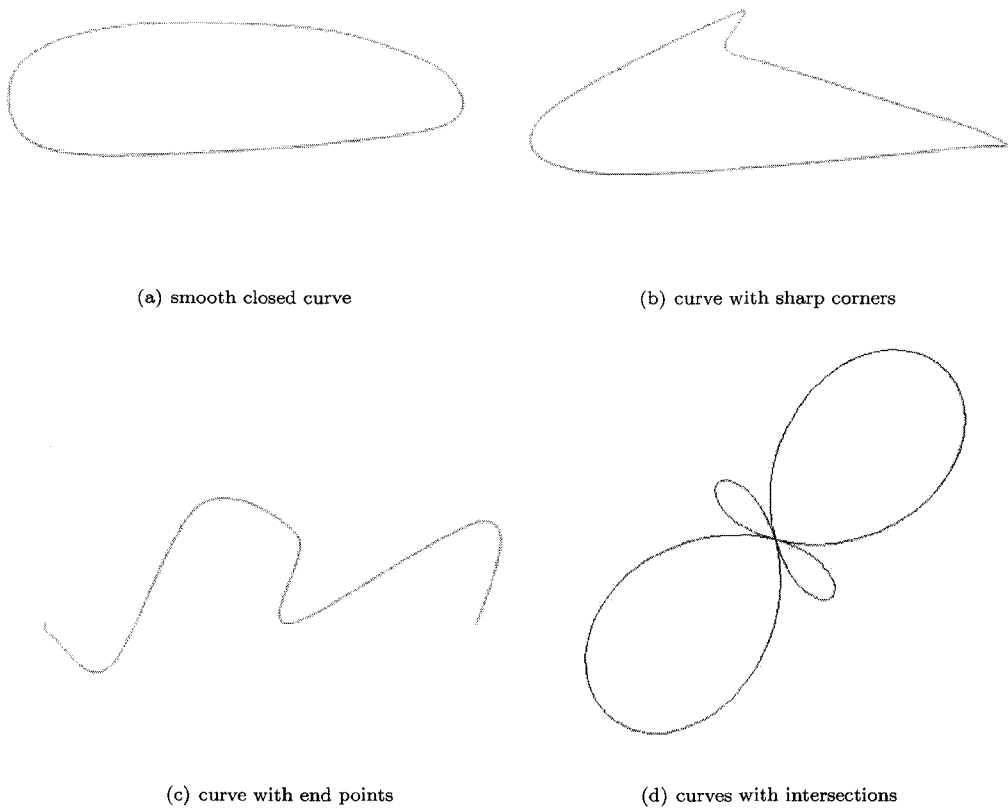 (a) smooth closed curve
(b) curve with sharp corners
(c) curve with end points
(d) curves with intersections